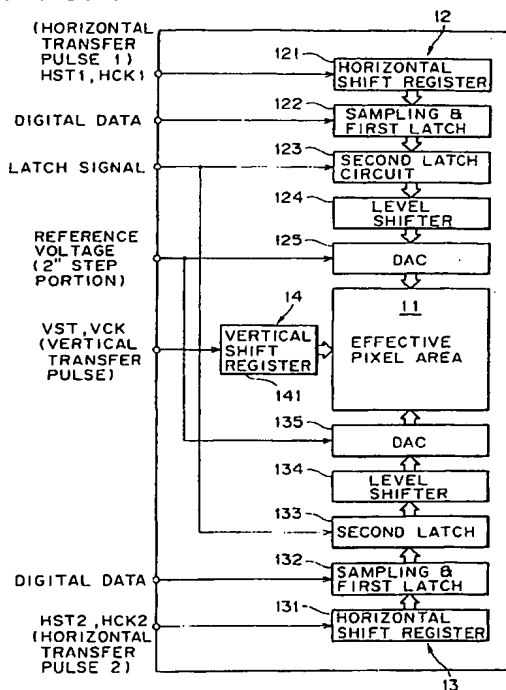 (HORIZONTAL
TRANSFER
PULSE 1)
HST1, HCK1
12
121
HORIZONTAL
SHIFT REGISTER
122
DIGITAL DATA
SAMPLING &
FIRST LATCH
123
LATCH SIGNAL
SECOND LATCH
CIRCUIT
124
LEVEL
SHIFTER
125
REFERENCE
VOLTAGE
(2" STEP
PORTION)
DAC
11
EFFECTIVE
PIXEL AREA
14
VST, VCK
(VERTICAL
TRANSFER
PULSE)
VERTICAL
SHIFT
REGISTER
141
135
DAC
134
LEVEL
SHIFTER
133
SECOND LATCH
132
DIGITAL DATA
SAMPLING &
FIRST LATCH
131
HST2, HCK2
(HORIZONTAL
TRANSFER
PULSE 2)
HORIZONTAL
SHIFT REGISTER
13